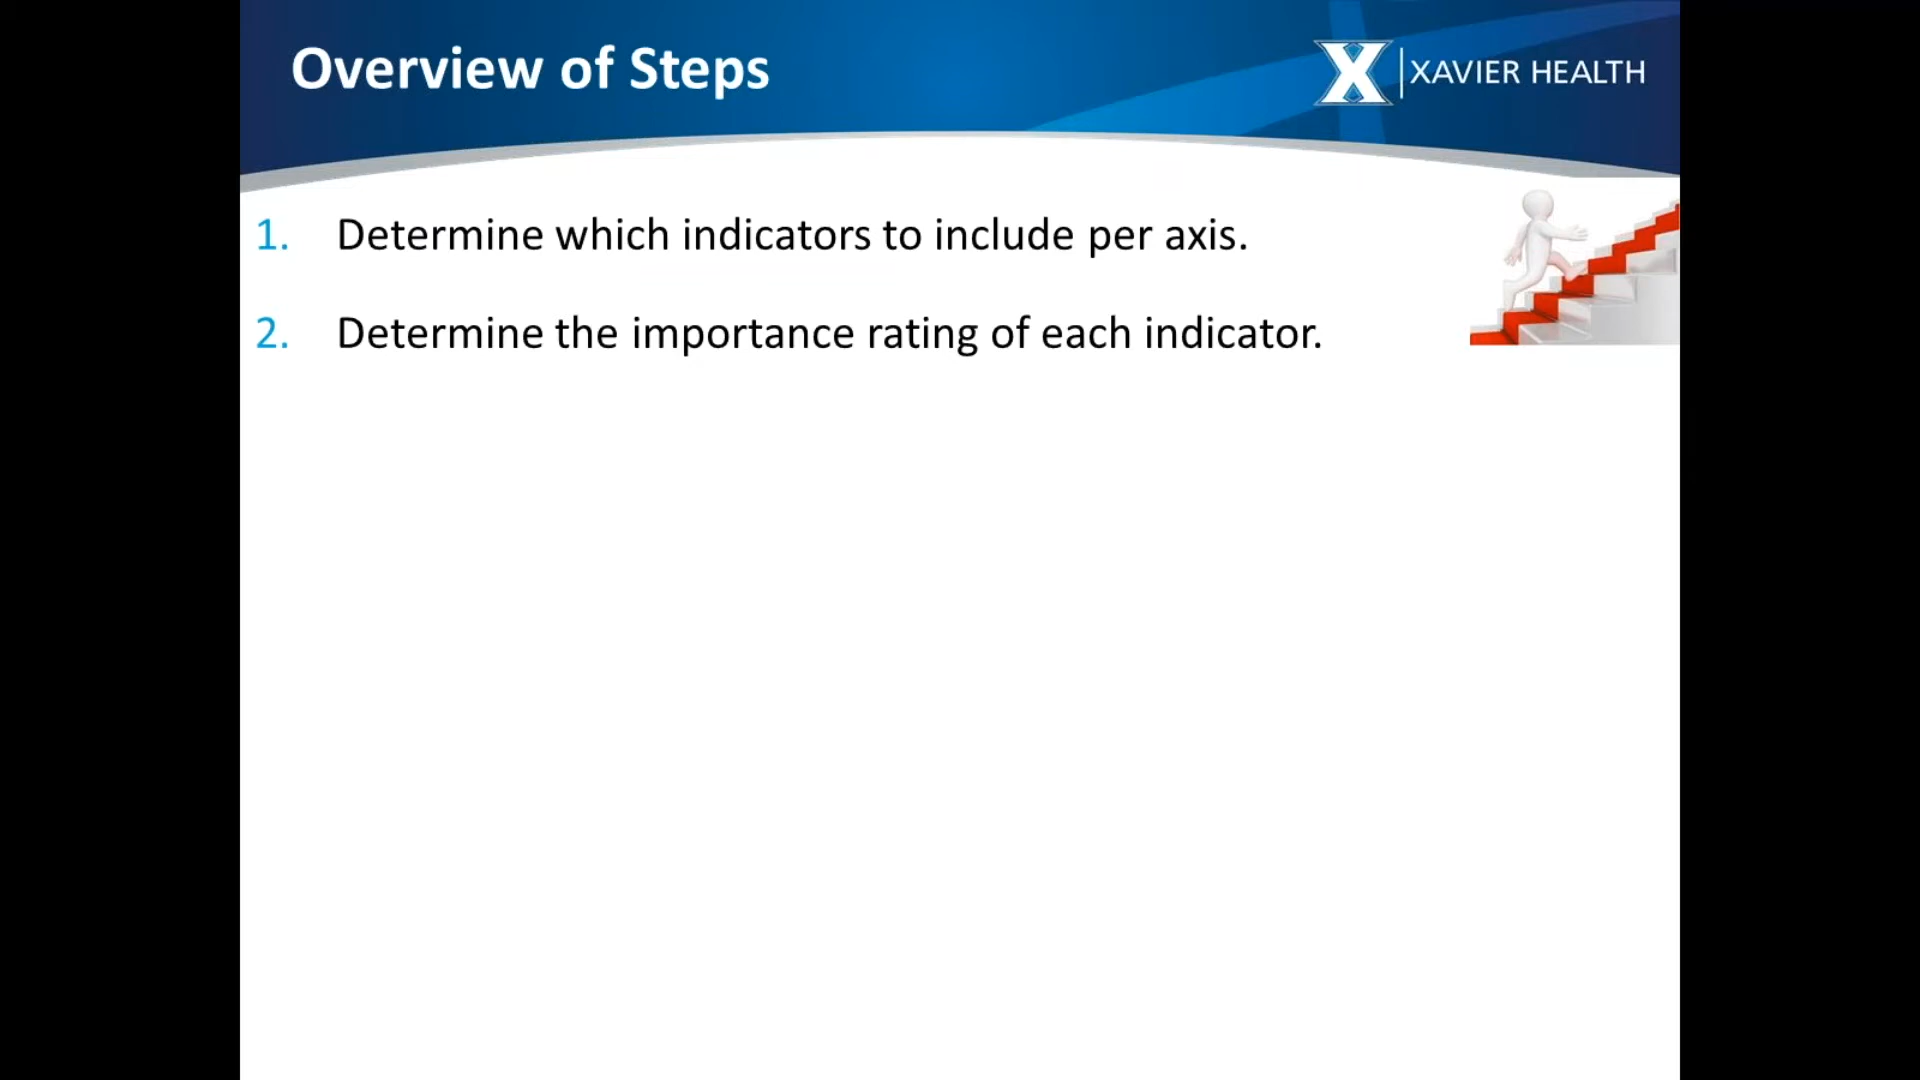 Overview of Steps
X XAVIER HEALTH
1. Determine which indicators to include per axis.
2. Determine the importance rating of each indicator.